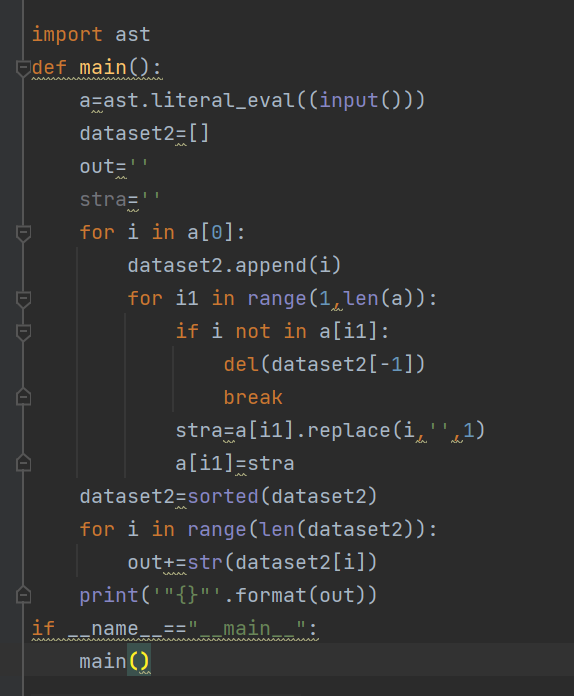 import ast
def main():
    a=ast.literal_eval((input()))
    dataset2=[]
    out=''
    stra=''
    for i in a[0]:
        dataset2.append(i)
        for i1 in range(1,len(a)):
            if i not in a[i1]:
                del(dataset2[-1])
                break
            stra=a[i1].replace(i,'',1)
            a[i1]=stra
    dataset2=sorted(dataset2)
    for i in range(len(dataset2)):
        out+=str(dataset2[i])
    print('"{}"'.format(out))
if __name__=="__main__":
    main()